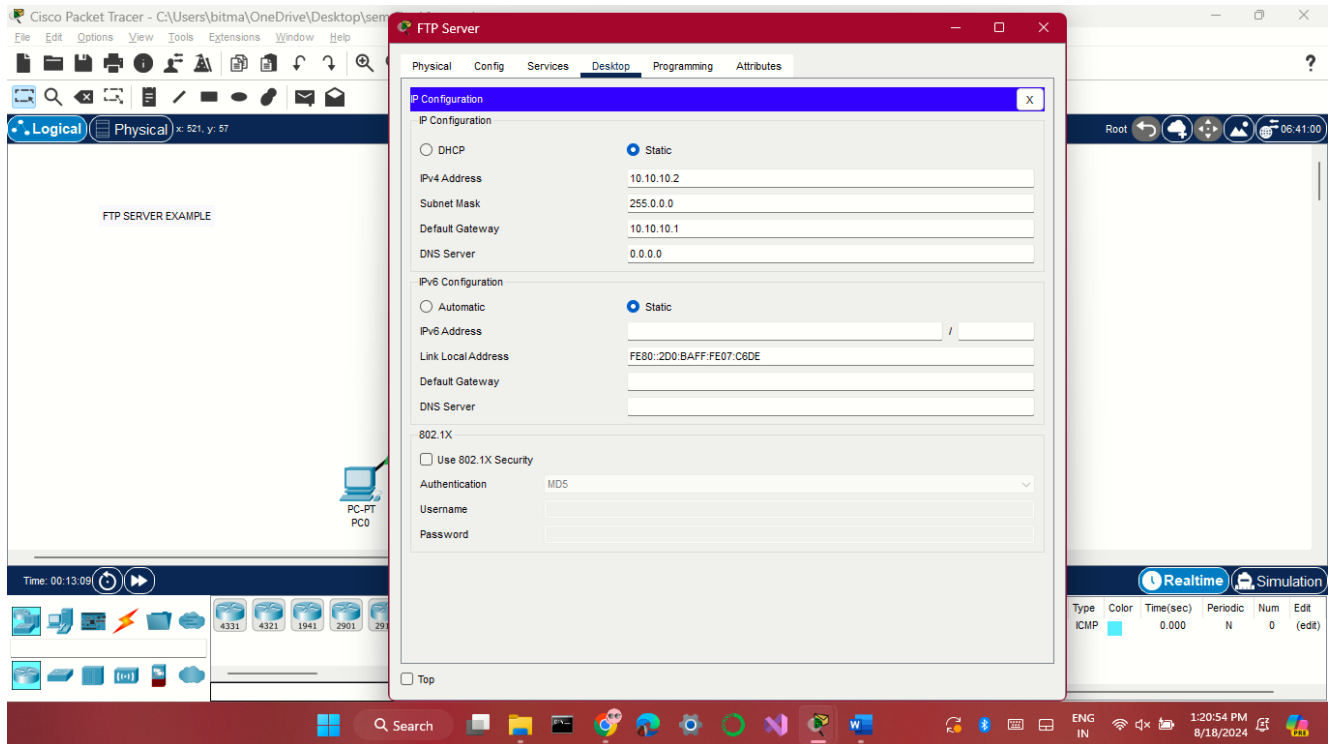 Cisco Packet Tracer - C:\Users\bitma\OneDrive\Desktop\sem
File Edit Options View Tools Extensions Window Help
?
Logical Physical x: 521, y: 57
Root 06:41:00
FTP SERVER EXAMPLE
PC-PT
PC0
FTP Server
Physical Config Services Desktop Programming Attributes
IP Configuration X
IP Configuration
DHCP Static
IPv4 Address 10.10.10.2
Subnet Mask 255.0.0.0
Default Gateway 10.10.10.1
DNS Server 0.0.0.0
IPv6 Configuration
Automatic Static
IPv6 Address /
Link Local Address FE80::2D0:BAFF:FE07:C6DE
Default Gateway
DNS Server
802.1X
Use 802.1X Security
Authentication MD5
Username
Password
Top
Time: 00:13:09
Realtime Simulation
4331 4321 1941 2901 291
Type Color Time(sec) Periodic Num Edit
ICMP 0.000 N 0 (edit)
Search
ENG
IN
1:20:54 PM
8/18/2024
PRE